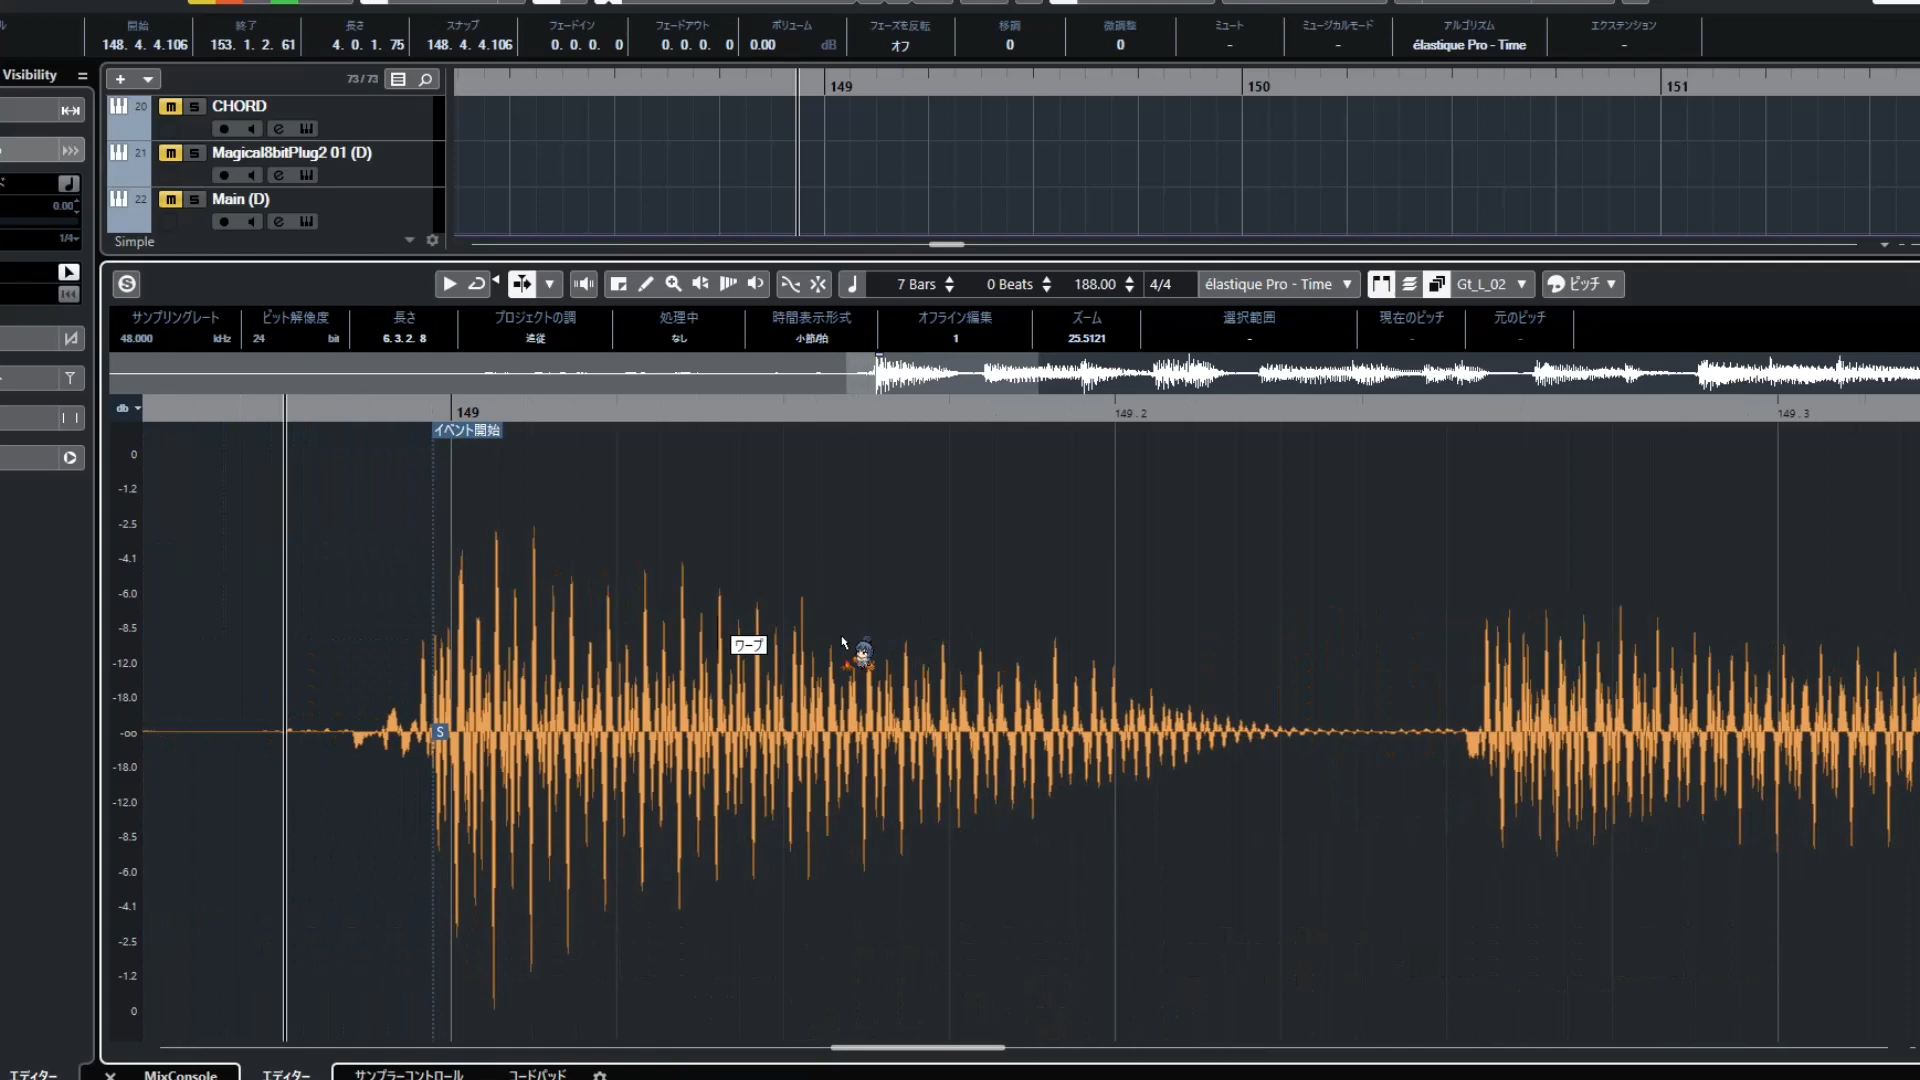 開始 終了 長さ スナップ フェードイン フェードアウト ボリューム フェーズを反転 移調 微調整 ミュート ミュージカルモード アルゴリズム エクステンション
148. 4. 4.106 153. 1. 2. 61 4. 0. 1. 75 148. 4. 4.106 0. 0. 0. 0 0. 0. 0. 0 0.00 dB オフ 0 0 - - élastique Pro - Time -
Visibility
73/73
149 150 151
20 m S CHORD
21 m S Magical8bitPlug2 01 (D)
22 m S Main (D)
Simple
0.00
1/4
7 Bars 0 Beats 188.00 4/4 élastique Pro - Time Gt_L_02 ピッチ
サンプリングレート ビット解像度 長さ プロジェクトの調 処理中 時間表示形式 オフライン編集 ズーム 選択範囲 現在のピッチ 元のピッチ
48.000 kHz 24 bit 6. 3. 2. 8 追従 なし 小節/拍 1 25.5121 - - -
db 149 149. 2 149. 3
イベント開始
0
-1.2
-2.5
-4.1
-6.0
-8.5
-12.0
-18.0
-oo
-18.0
-12.0
-8.5
-6.0
-4.1
-2.5
-1.2
0
ワープ
S
エディター MixConsole エディター サンプラーコントロール コードパッド